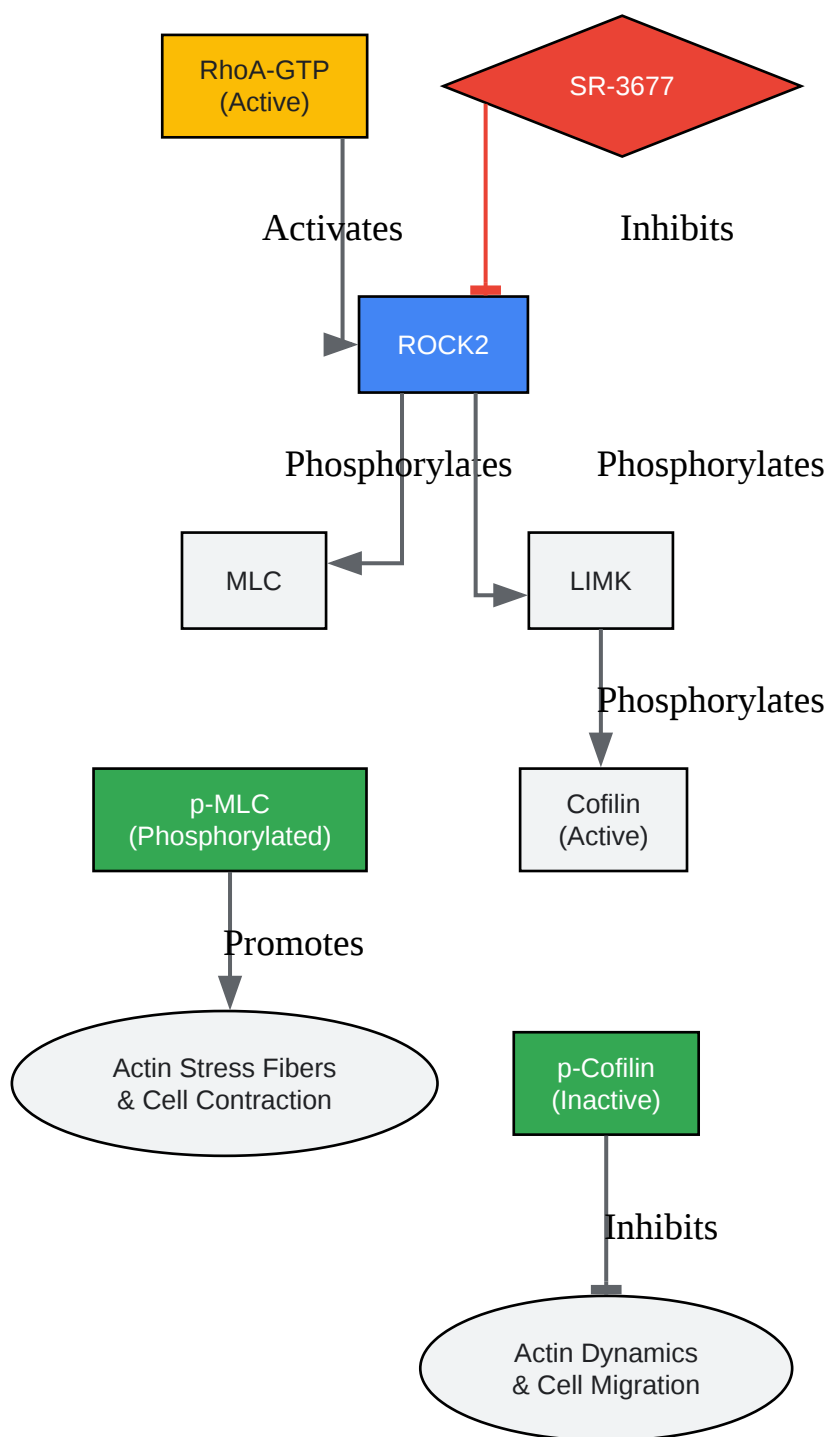 RhoA-GTP
(Active)
SR-3677
Activates
Inhibits
ROCK2
Phosphorylates
Phosphorylates
MLC
LIMK
Phosphorylates
p-MLC
(Phosphorylated)
Cofilin
(Active)
Promotes
Actin Stress Fibers
& Cell Contraction
p-Cofilin
(Inactive)
Inhibits
Actin Dynamics
& Cell Migration